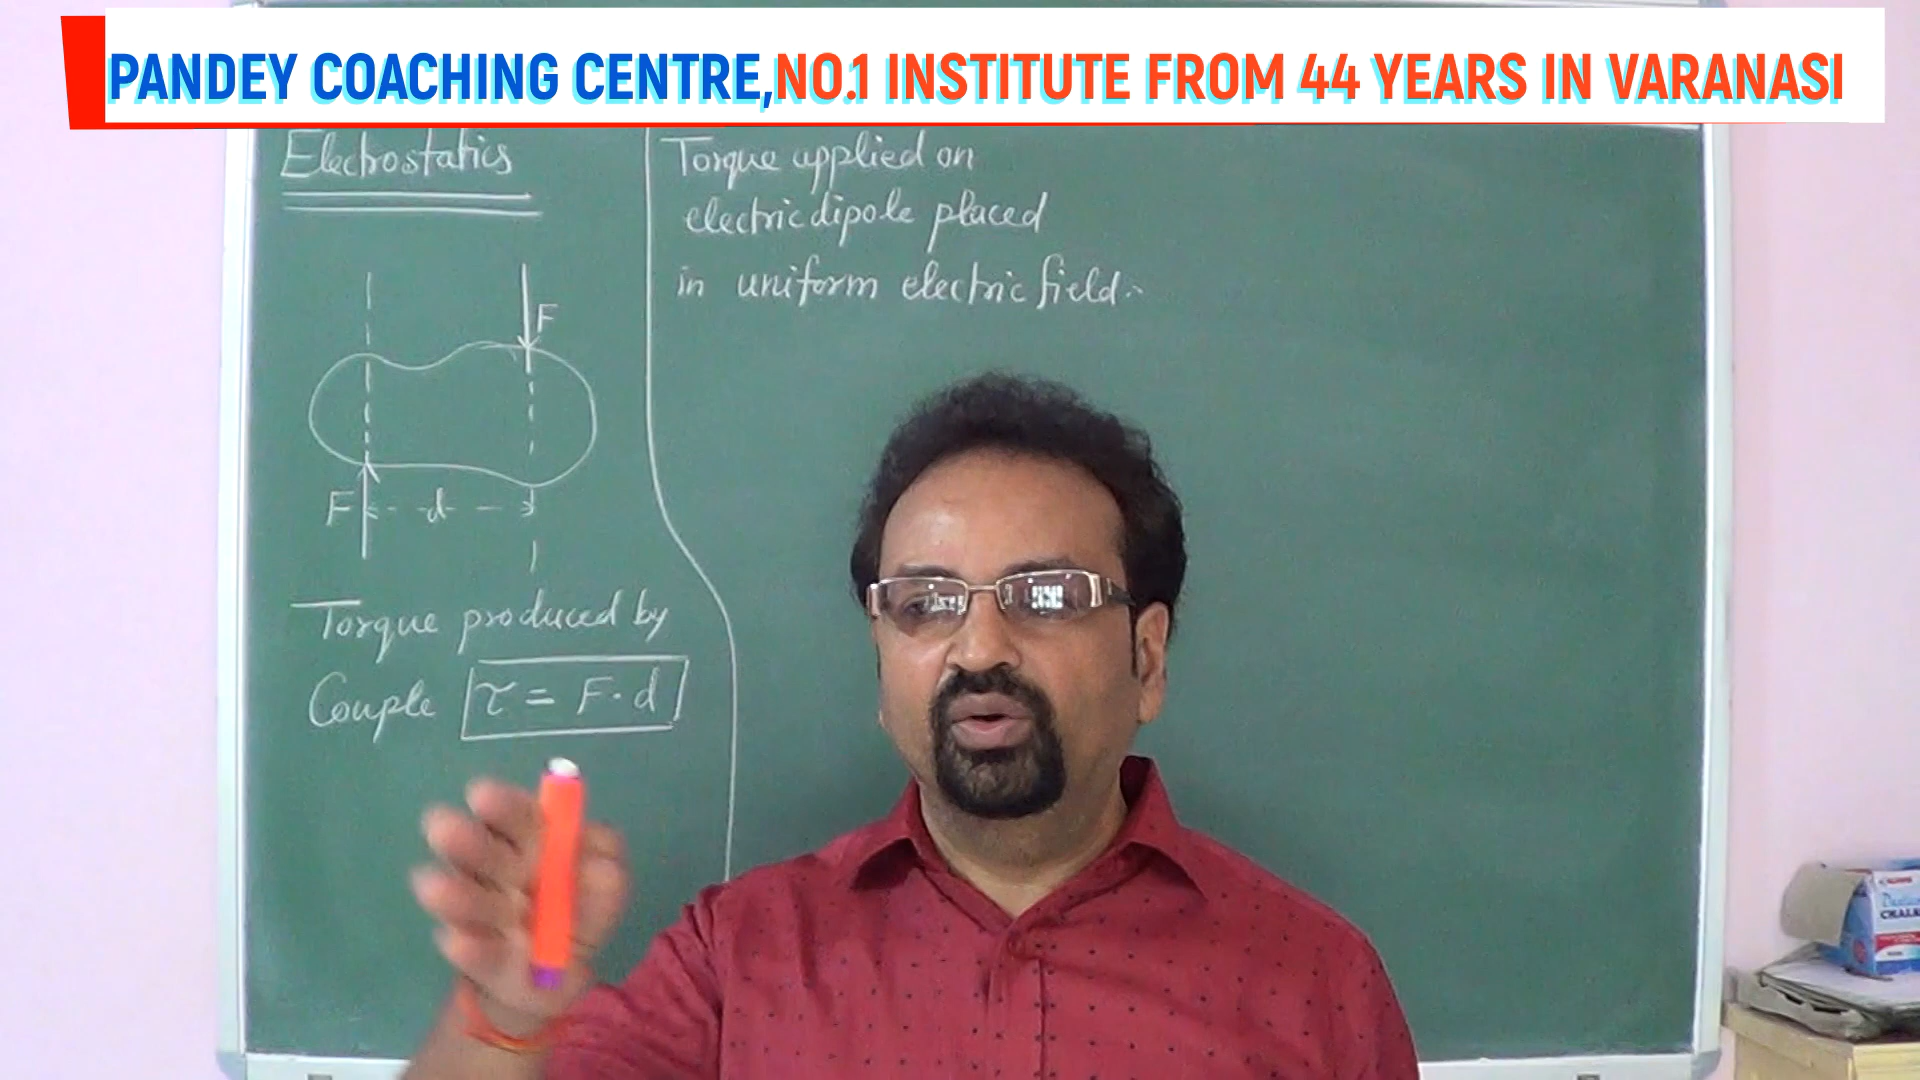 PANDEY COACHING CENTRE,NO.1 INSTITUTE FROM 44 YEARS IN VARANASI
Electrostatics
F
F
d
Torque produced by
Couple τ = F·d
Torque applied on
electric dipole placed
in uniform electric field.
CHALK